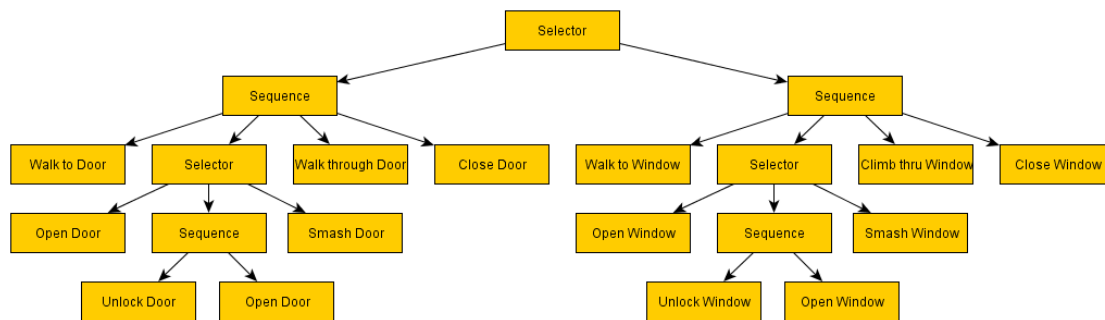 Selector
Sequence
Sequence
Walk to Door
Selector
Walk through Door
Close Door
Walk to Window
Selector
Climb thru Window
Close Window
Open Door
Sequence
Smash Door
Open Window
Sequence
Smash Window
Unlock Door
Open Door
Unlock Window
Open Window